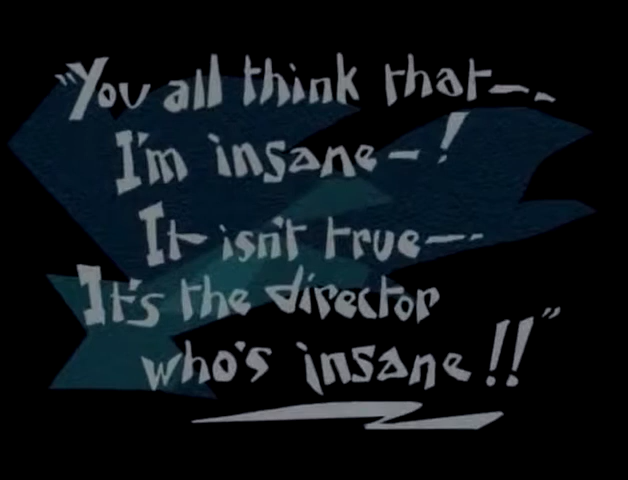 "You all think that—-
I'm insane—!
It isn't true—-
It's the director
who's insane!!"